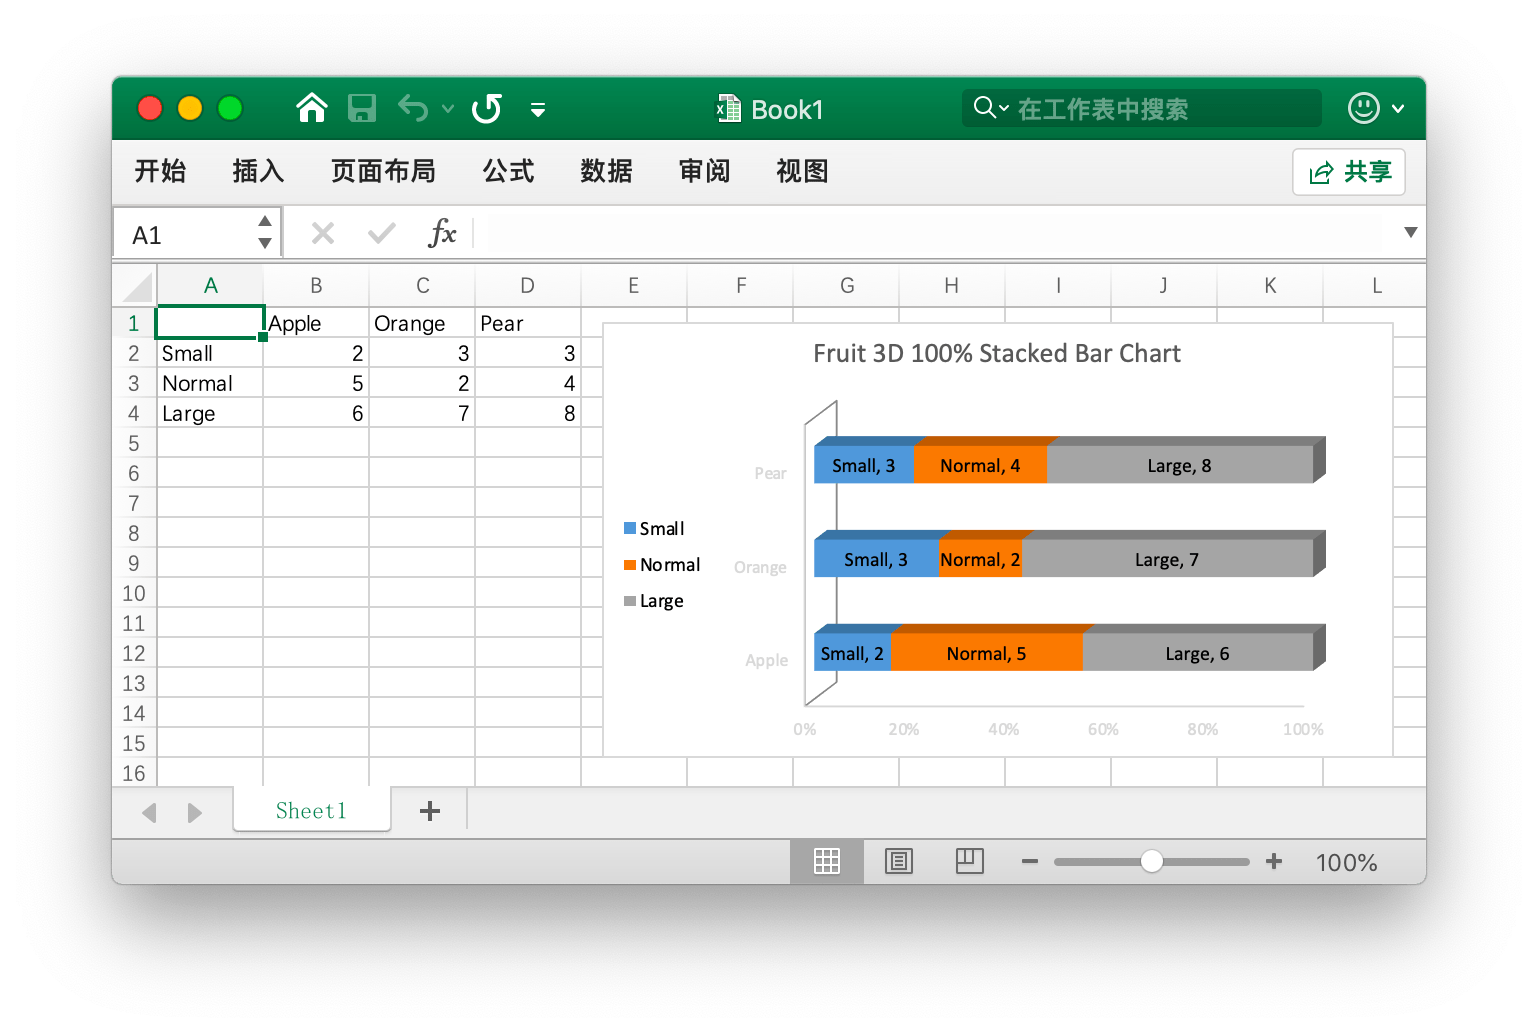 Book1
在工作表中搜索
开始 插入 页面布局 公式 数据 审阅 视图 共享
A1 fx
A B C D E F G H I J K L
1 Apple Orange Pear
2 Small 2 3 3
3 Normal 5 2 4
4 Large 6 7 8
5
6
7
8
9
10
11
12
13
14
15
16
Fruit 3D 100% Stacked Bar Chart
Small
Normal
Large
Pear Small, 3 Normal, 4 Large, 8
Orange Small, 3 Normal, 2 Large, 7
Apple Small, 2 Normal, 5 Large, 6
0% 20% 40% 60% 80% 100%
Sheet1
100%